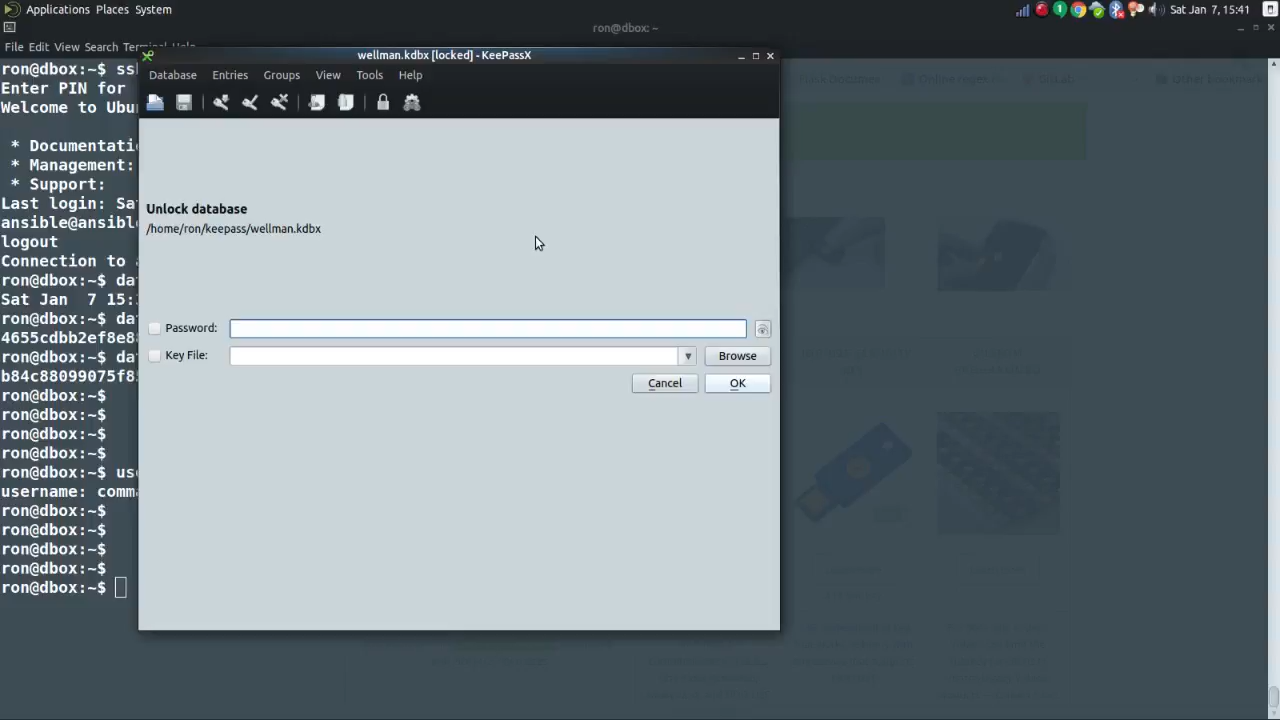 Applications Places System
Sat Jan 7, 15:41
ron@dbox: ~
File Edit View Search Terminal Help
wellman.kdbx [locked] - KeePassX
Database Entries Groups View Tools Help
Unlock database
/home/ron/keepass/wellman.kdbx
Password:
Key File:
Browse
Cancel
OK
ron@dbox:~$ ss
Enter PIN for
Welcome to Ubu
* Documentati
* Management:
* Support:
Last login: Sa
ansible@ansibl
logout
Connection to
ron@dbox:~$ da
Sat Jan 7 15:
ron@dbox:~$ da
4655cdbb2ef8e8
ron@dbox:~$ da
b84c88099075f8
ron@dbox:~$
ron@dbox:~$
ron@dbox:~$
ron@dbox:~$
ron@dbox:~$ us
username: comm
ron@dbox:~$
ron@dbox:~$
ron@dbox:~$
ron@dbox:~$
ron@dbox:~$